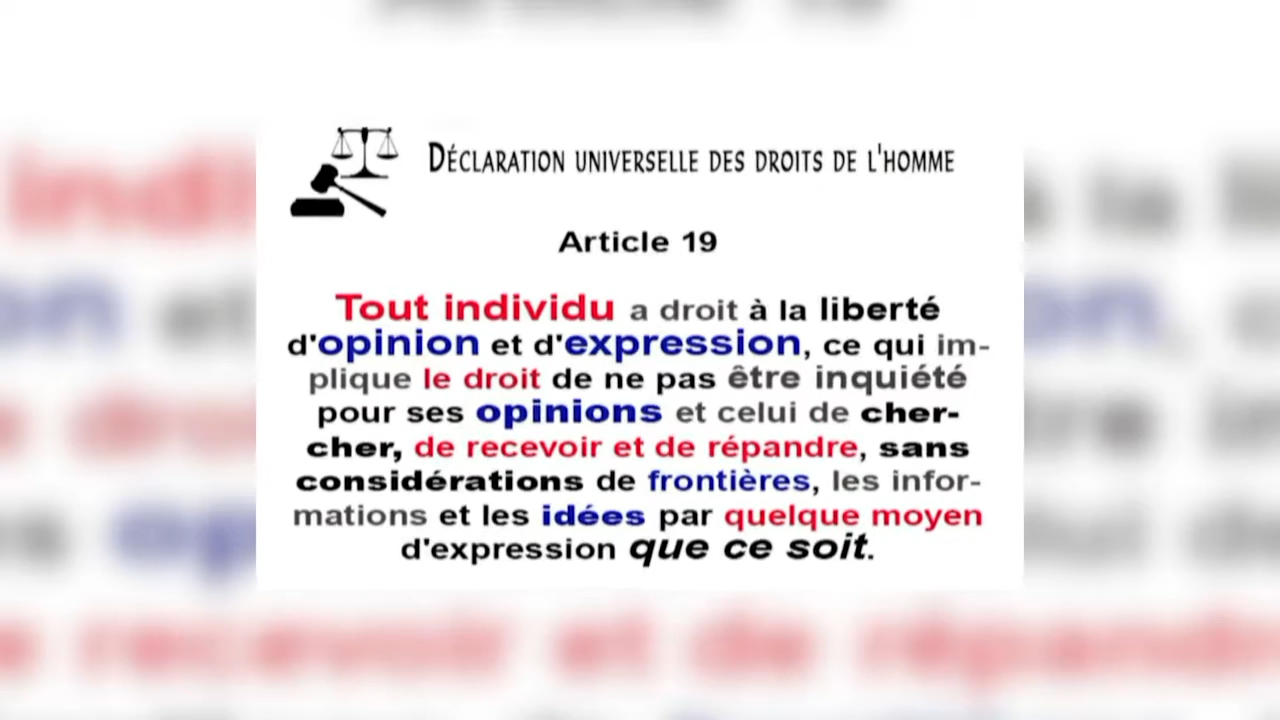 DÉCLARATION UNIVERSELLE DES DROITS DE L'HOMME
Article 19
Tout individu a droit à la liberté
d'opinion et d'expression, ce qui im-
plique le droit de ne pas être inquiété
pour ses opinions et celui de cher-
cher, de recevoir et de répandre, sans
considérations de frontières, les infor-
mations et les idées par quelque moyen
d'expression que ce soit.